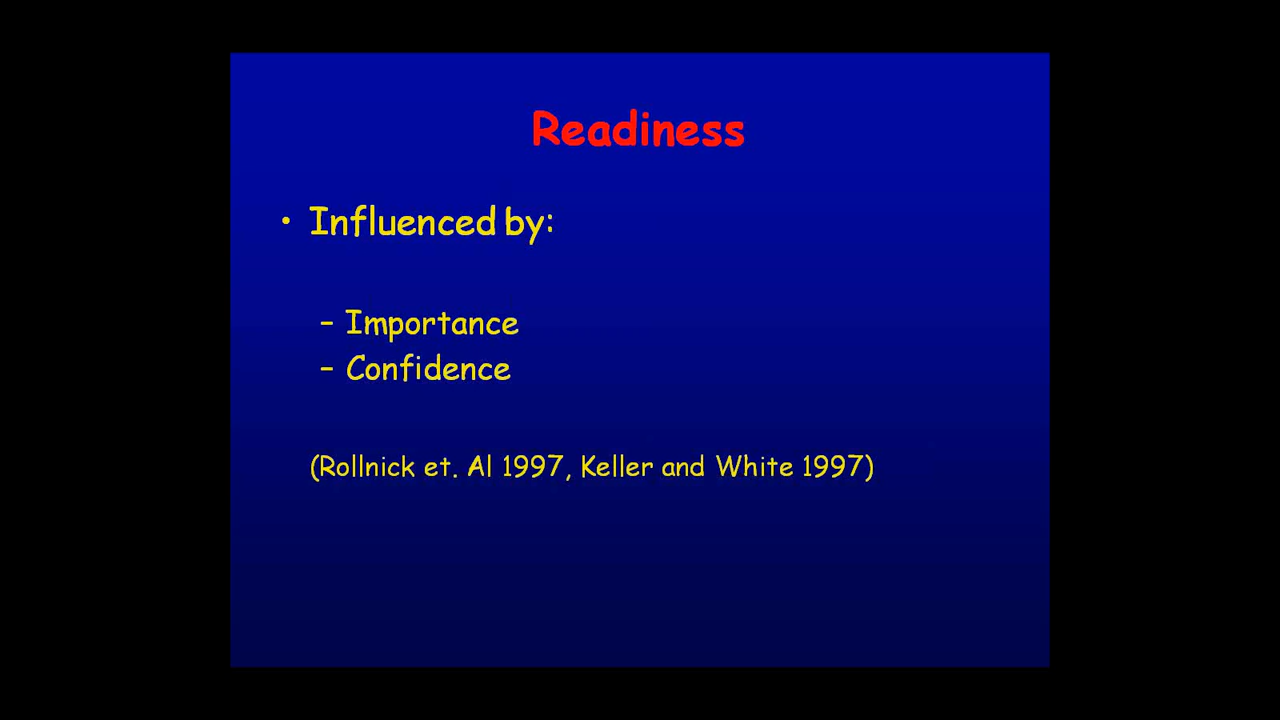 Readiness
• Influenced by:
– Importance
– Confidence
(Rollnick et. Al 1997, Keller and White 1997)